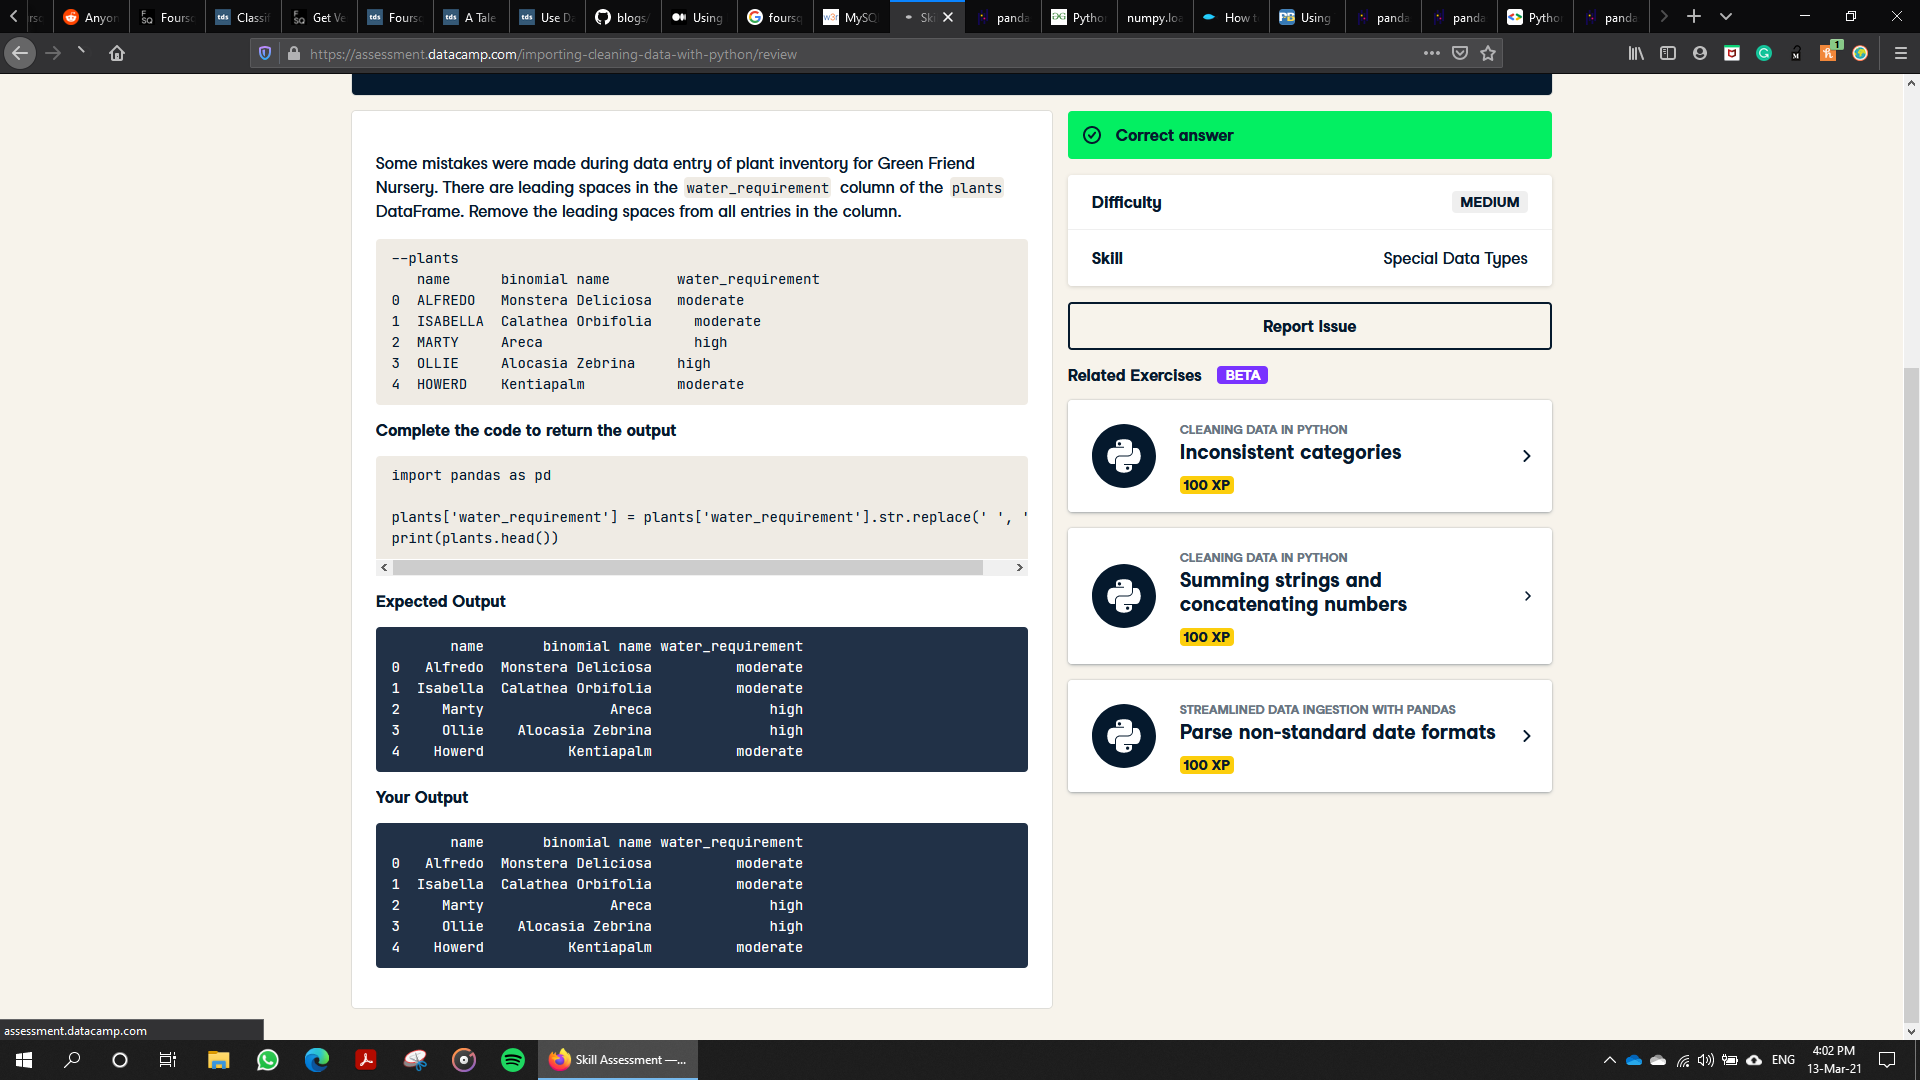 Anyon
Foursc
Classif
Get Ve
Foursc
A Tale
Use Da
blogs/
Using
foursq
MySQ
Ski
panda
Pytho
numpy.loa
How t
Using
panda
panda
Pytho
panda
https://assessment.datacamp.com/importing-cleaning-data-with-python/review
Some mistakes were made during data entry of plant inventory for Green Friend
Nursery. There are leading spaces in the water_requirement column of the plants
DataFrame. Remove the leading spaces from all entries in the column.
--plants
name binomial name water_requirement
0 ALFREDO Monstera Deliciosa moderate
1 ISABELLA Calathea Orbifolia moderate
2 MARTY Areca high
3 OLLIE Alocasia Zebrina high
4 HOWERD Kentiapalm moderate
Complete the code to return the output
import pandas as pd
plants['water_requirement'] = plants['water_requirement'].str.replace(' ', '
print(plants.head())
Expected Output
name binomial name water_requirement
0 Alfredo Monstera Deliciosa moderate
1 Isabella Calathea Orbifolia moderate
2 Marty Areca high
3 Ollie Alocasia Zebrina high
4 Howerd Kentiapalm moderate
Your Output
name binomial name water_requirement
0 Alfredo Monstera Deliciosa moderate
1 Isabella Calathea Orbifolia moderate
2 Marty Areca high
3 Ollie Alocasia Zebrina high
4 Howerd Kentiapalm moderate
Correct answer
Difficulty MEDIUM
Skill Special Data Types
Report Issue
Related Exercises BETA
CLEANING DATA IN PYTHON
Inconsistent categories
100 XP
CLEANING DATA IN PYTHON
Summing strings and
concatenating numbers
100 XP
STREAMLINED DATA INGESTION WITH PANDAS
Parse non-standard date formats
100 XP
assessment.datacamp.com
Skill Assessment —...
ENG
4:02 PM
13-Mar-21